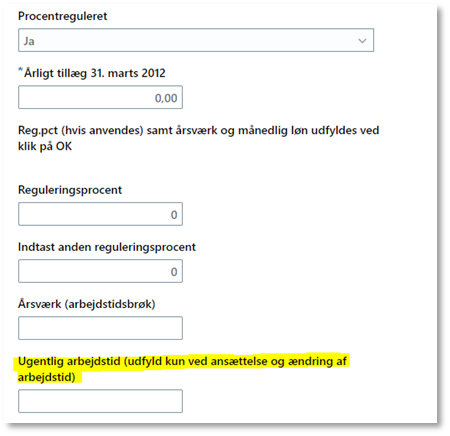 Procentreguleret
Ja
*Årligt tillæg 31. marts 2012
0,00
Reg.pct (hvis anvendes) samt årsværk og månedlig løn udfyldes ved
klik på OK
Reguleringsprocent
0
Indtast anden reguleringsprocent
0
Årsværk (arbejdstidsbrøk)
Ugentlig arbejdstid (udfyld kun ved ansættelse og ændring af
arbejdstid)